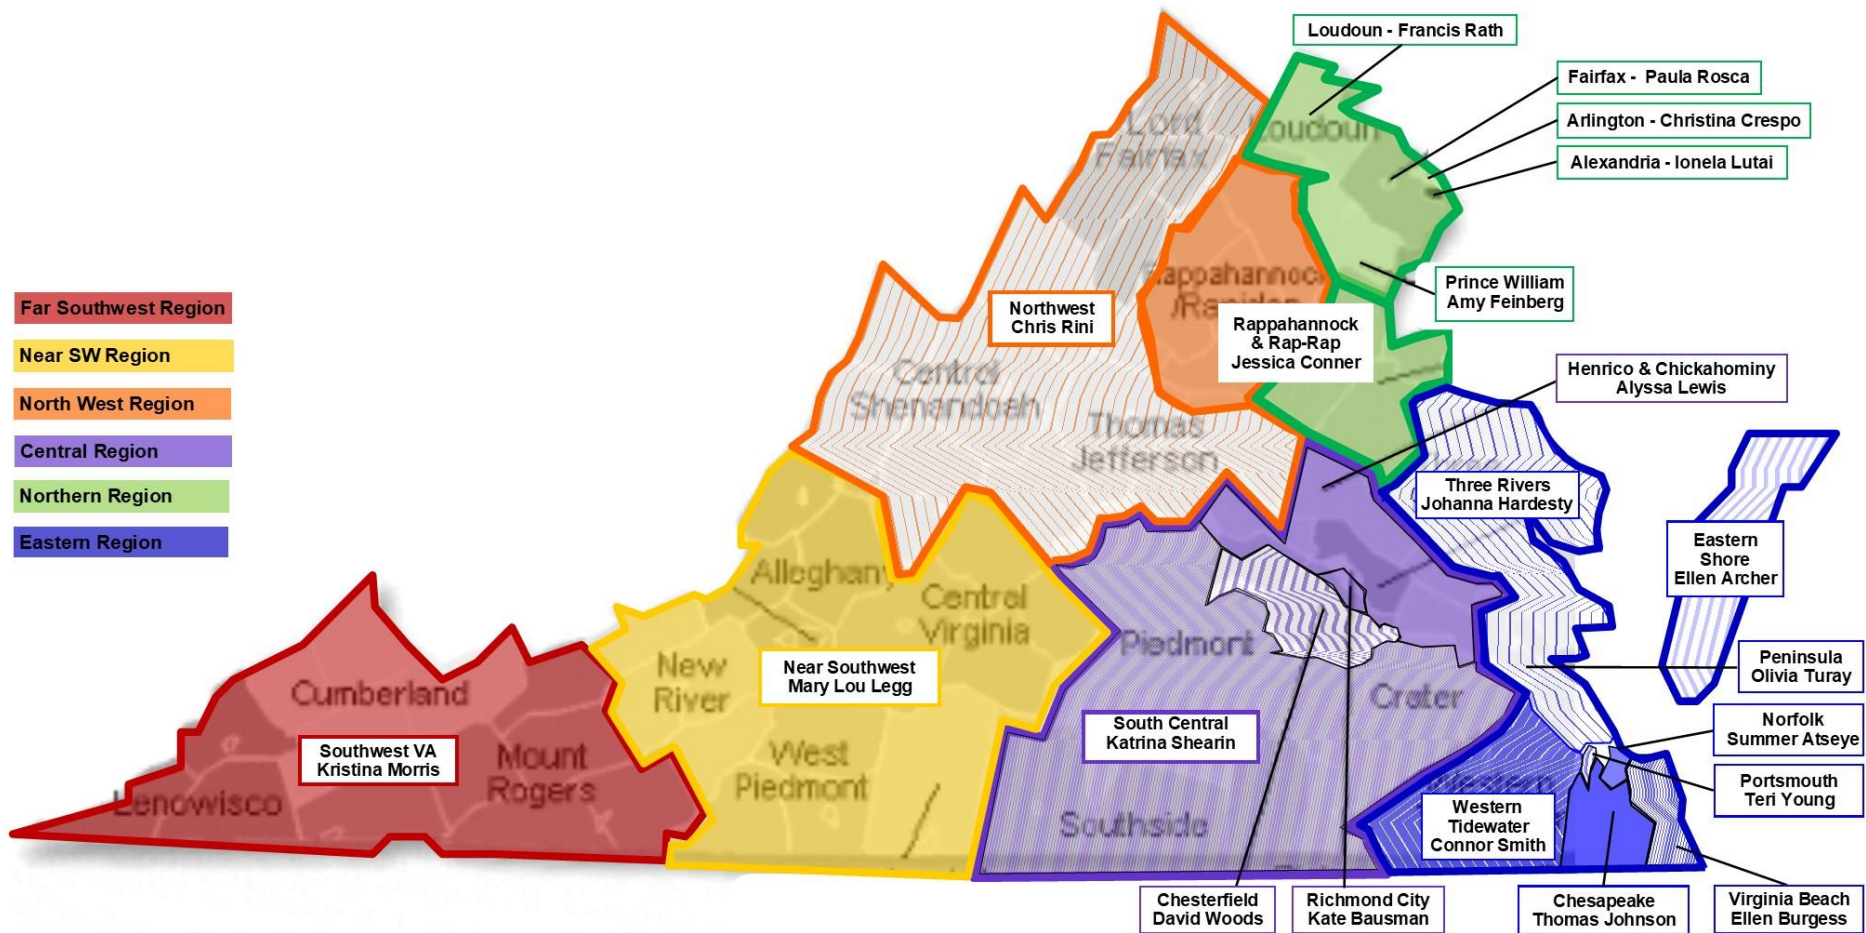 Loudoun - Francis Rath
Fairfax - Paula Rosca
Arlington - Christina Crespo
Alexandria - Ionela Lutai
Lord
Fairfax
Loudoun
Prince William
Amy Feinberg
Far Southwest Region
Near SW Region
North West Region
Central Region
Northern Region
Eastern Region
Northwest
Chris Rini
Rappahannock
Rappahannock
& Rap-Rap
Jessica Conner
Henrico & Chickahominy
Alyssa Lewis
Central
Shenandoah
Thomas
Jefferson
Three Rivers
Johanna Hardesty
Eastern
Shore
Ellen Archer
Alleghany
Central
Virginia
Piedmont
New
River
Near Southwest
Mary Lou Legg
Cumberland
Crater
Peninsula
Olivia Turay
South Central
Katrina Shearin
Norfolk
Summer Atseye
Southwest VA
Kristina Morris
Mount
Rogers
West
Piedmont
Portsmouth
Teri Young
Lenowisco
Southside
Western
Western
Tidewater
Connor Smith
Chesterfield
David Woods
Richmond City
Kate Bausman
Chesapeake
Thomas Johnson
Virginia Beach
Ellen Burgess